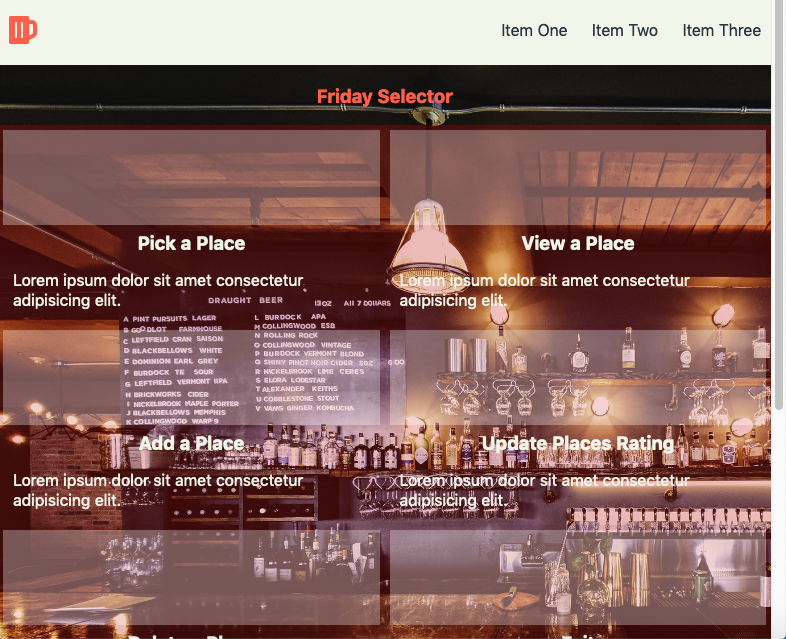 Item One Item Two Item Three
Friday Selector
Pick a Place
View a Place
Lorem ipsum dolor sit amet consectetur
adipisicing elit.
Lorem ipsum dolor sit amet consectetur
adipisicing elit.
DRAUGHT BEER 13OZ All 7 DOllARS
A PINT PURSUITS LAGER
B GOODLOT FARMHOUSE
C LEFTFIELD CRAN SAISON
D BLACKBELLOWS WHITE
E DOMINION EARL GREY
F BURDOCK TE SOUR
G LEFTFIELD VERMONT IIPA
H BRICKWORKS CIDER
I NICKELBROOK MAPLE PORTER
J BLACKBELLOWS MEMPHIS
K COLLINGWOOD WARP 9
L BURDOCK APA
M COLLINGWOOD ESB
N ROLLING ROCK
O COLLINGWOOD VINTAGE
P BURDOCK VERMONT BLOND
Q SHINY PINOT NOIR CIDER 5OZ 6 00
R NICKELBROOK LIME CERES
S ELORA LODESTAR
T ALEXANDER KEITHS
U COBBLESTONE STOUT
V VAMS GINGER KOMBUCHA
Add a Place
Update Places Rating
Lorem ipsum dolor sit amet consectetur
adipisicing elit.
Lorem ipsum dolor sit amet consectetur
adipisicing elit.